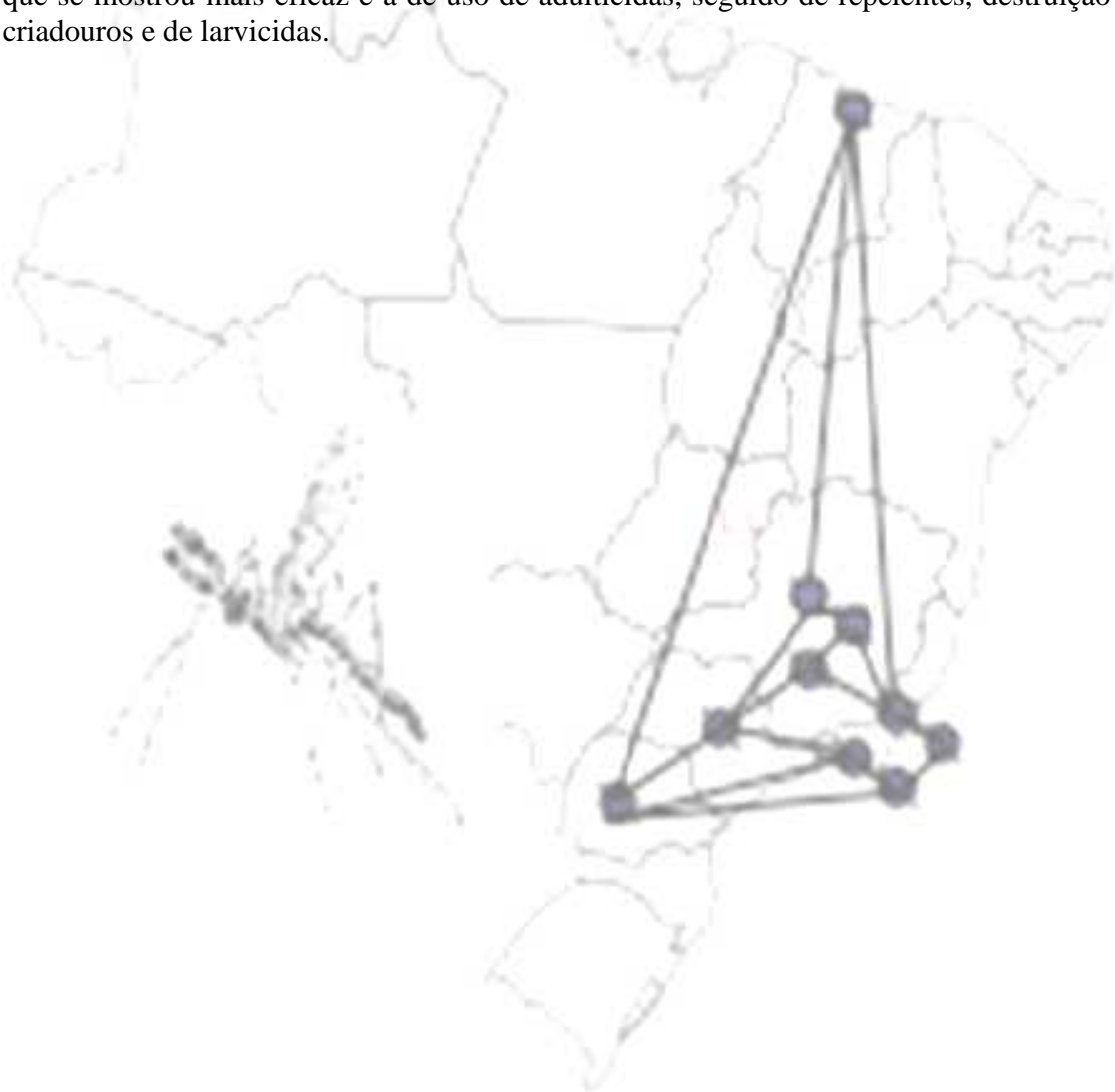 que se mostrou mais eficaz é a de uso de adulticidas, seguido de repelentes, destruição
criadouros e de larvicidas.